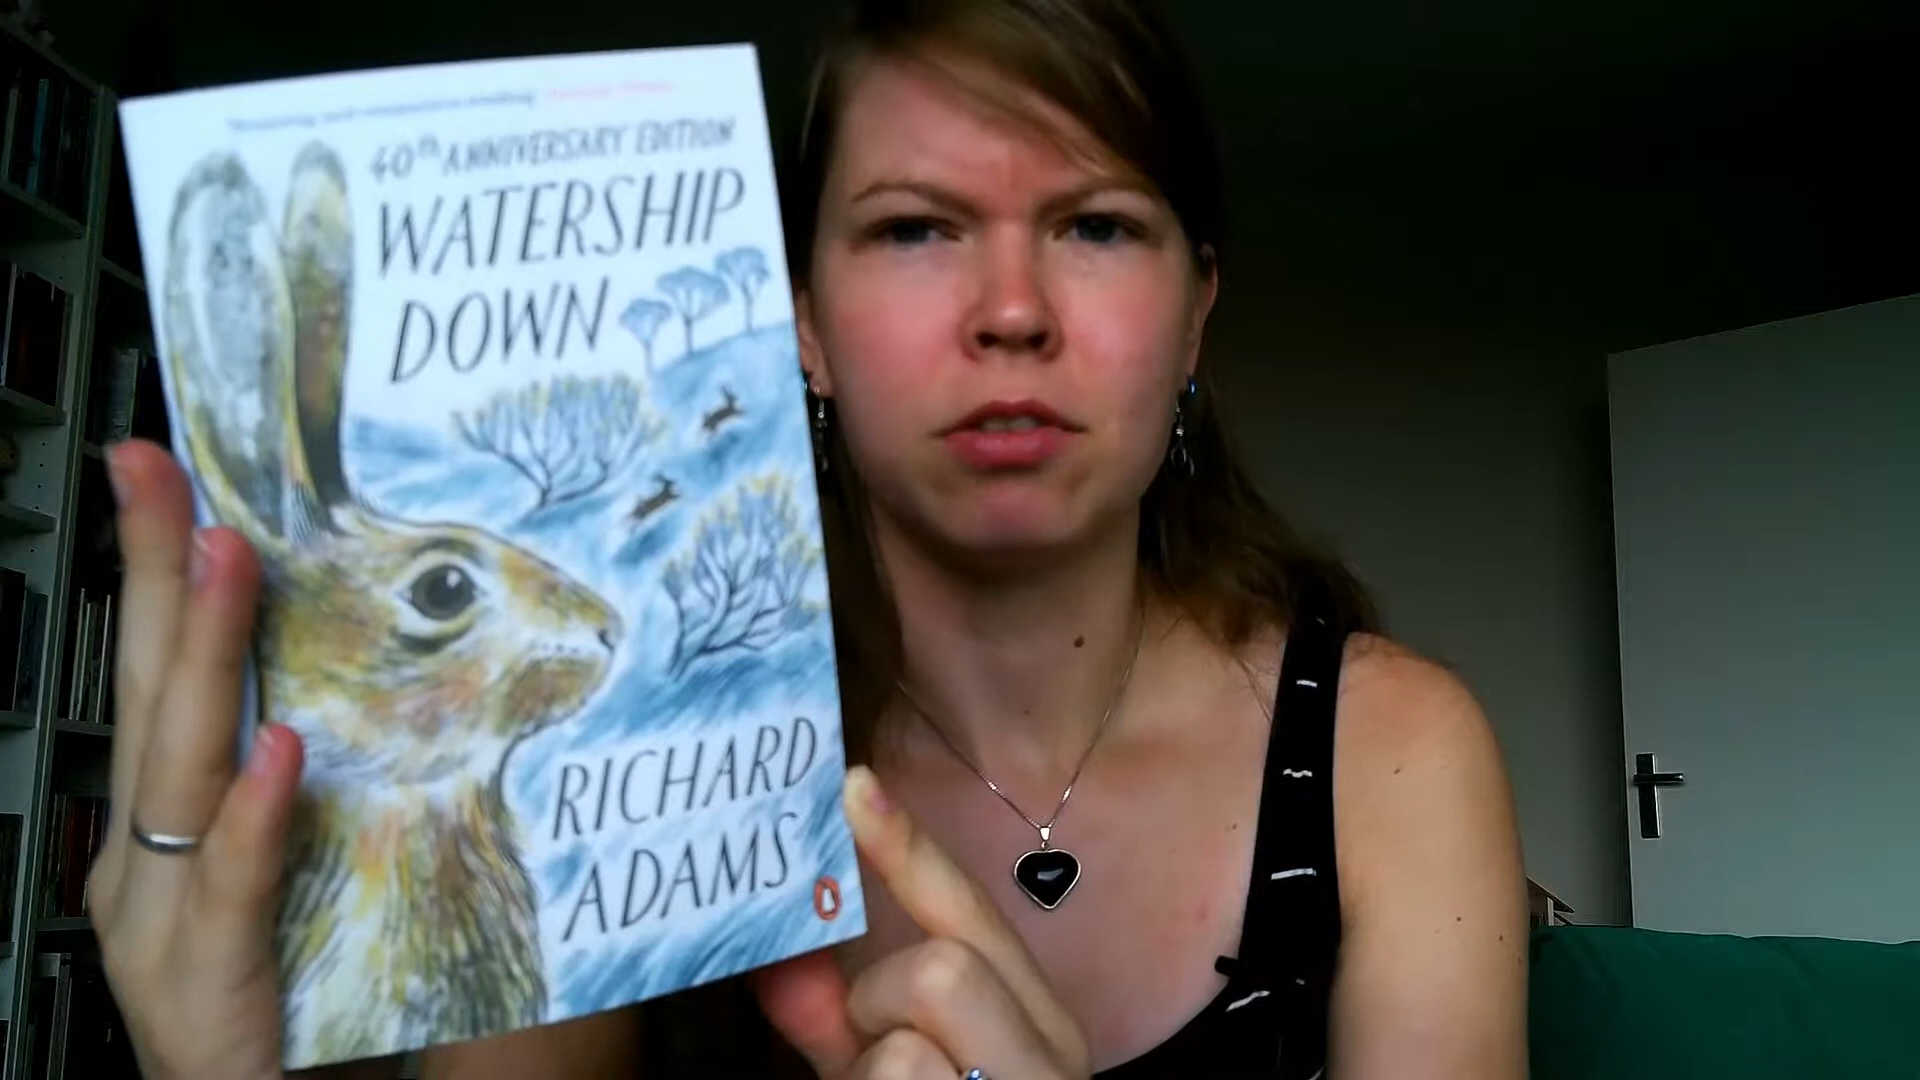 40th ANNIVERSARY EDITION
WATERSHIP
DOWN
RICHARD
ADAMS